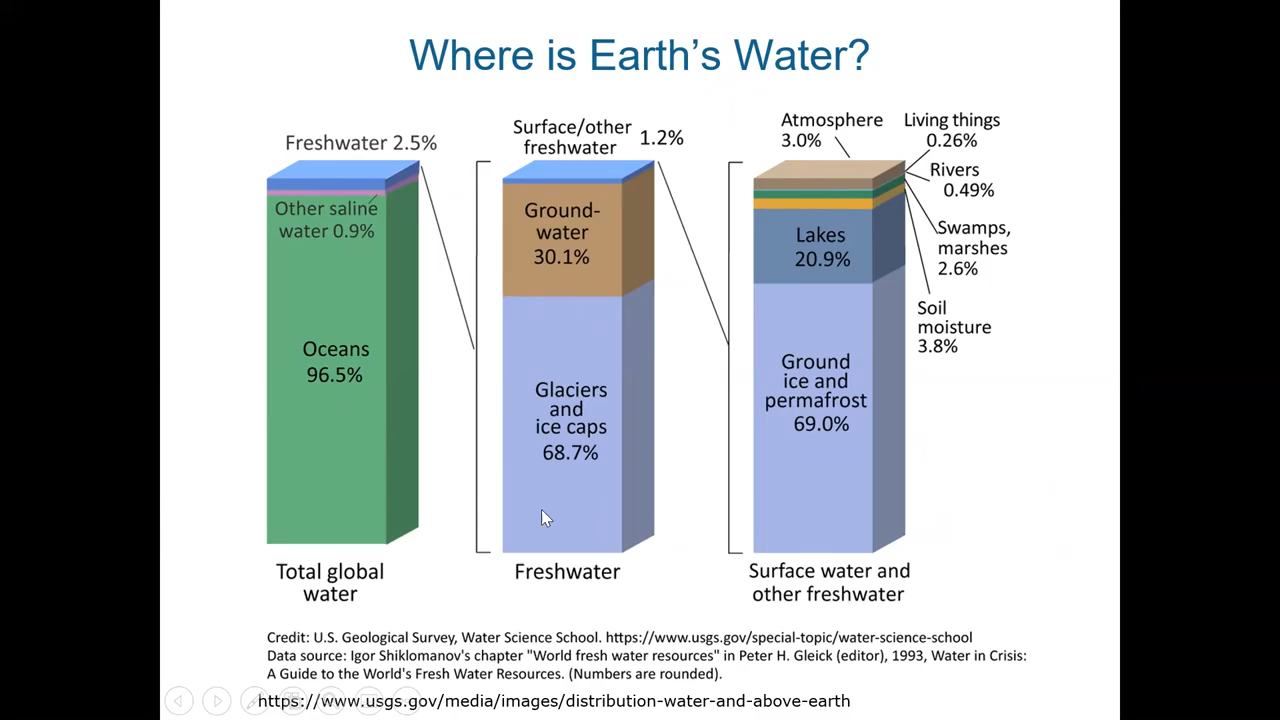 Where is Earth’s Water?
Freshwater 2.5%
Other saline
water 0.9%
Oceans
96.5%
Total global
water
Surface/other
freshwater
1.2%
Ground-
water
30.1%
Glaciers
and
ice caps
68.7%
Freshwater
Atmosphere
3.0%
Living things
0.26%
Rivers
0.49%
Swamps,
marshes
2.6%
Soil
moisture
3.8%
Lakes
20.9%
Ground
ice and
permafrost
69.0%
Surface water and
other freshwater
Credit: U.S. Geological Survey, Water Science School. https://www.usgs.gov/special-topic/water-science-school
Data source: Igor Shiklomanov's chapter "World fresh water resources" in Peter H. Gleick (editor), 1993, Water in Crisis:
A Guide to the World's Fresh Water Resources. (Numbers are rounded).
https://www.usgs.gov/media/images/distribution-water-and-above-earth